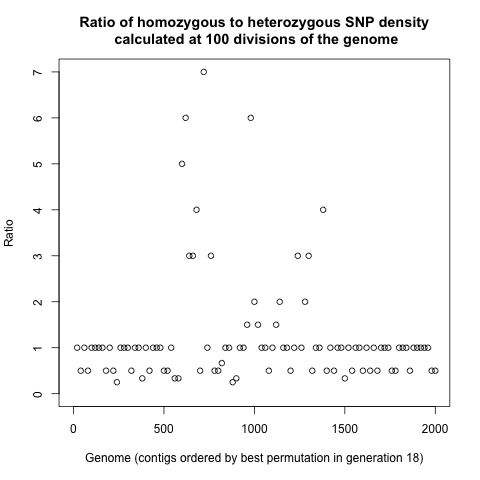 Ratio of homozygous to heterozygous SNP density
calculated at 100 divisions of the genome
Ratio
7
6
5
4
3
2
1
0
0 500 1000 1500 2000
Genome (contigs ordered by best permutation in generation 18)